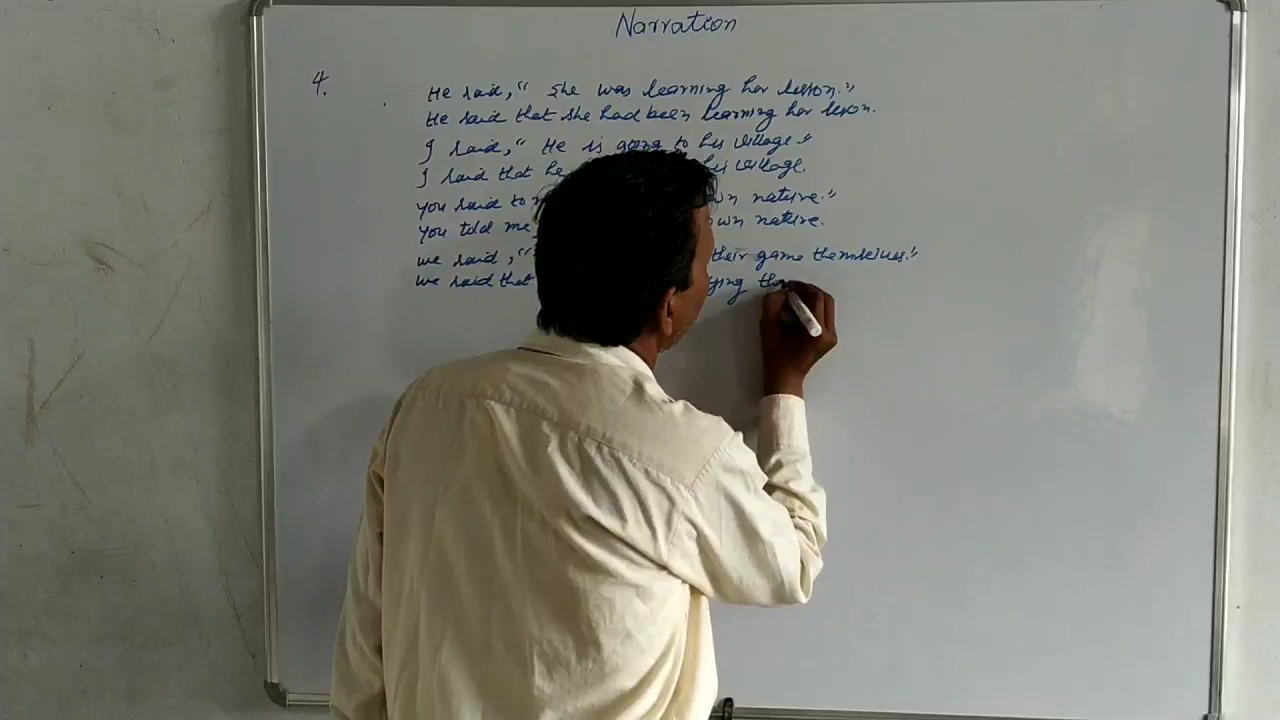 Narration
4.
He said, "She was learning her lesson."
He said that she had been learning her lesson.
I said, "He is going to his village"
I said that he his village.
You said to own nature."
You told me own nature.
We said, " their game themselves."
We said that